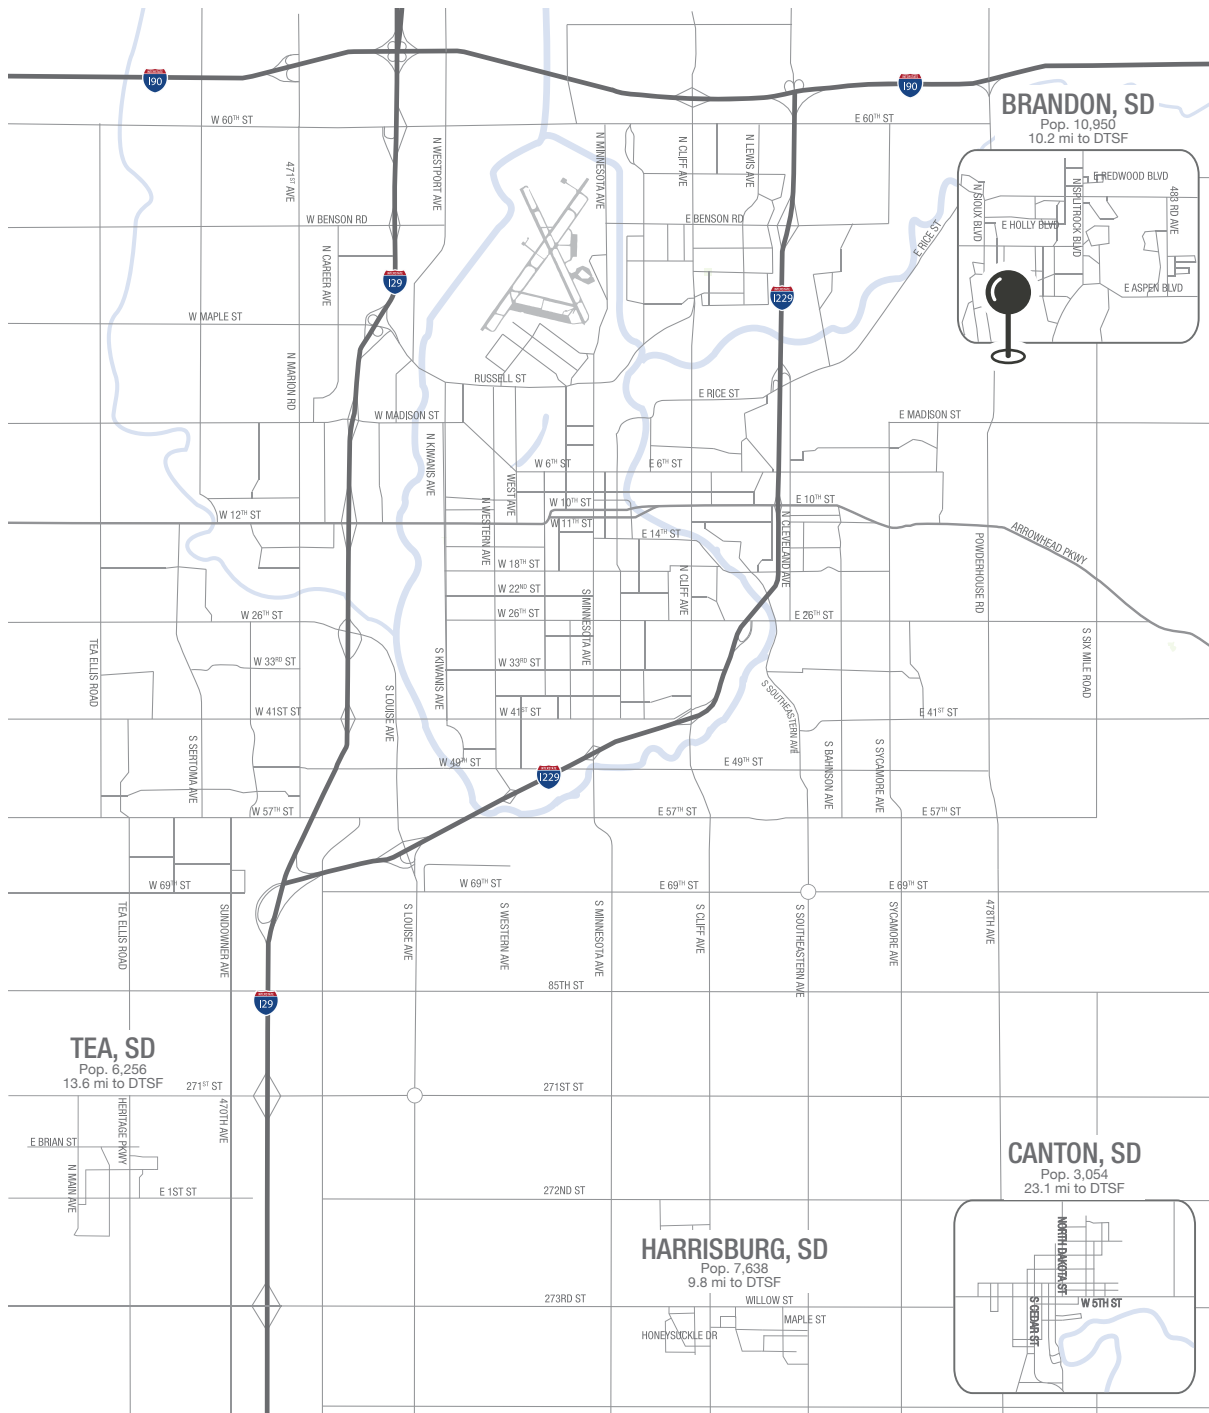 I90
I90
BRANDON, SD
Pop. 10,950
10.2 mi to DTSF
W 60TH ST
E 60TH ST
N WESTPORT AVE
N MINNESOTA AVE
N CLIFF AVE
N LEWIS AVE
471ST AVE
E REDWOOD BLVD
N SIOUX BLVD
N SPLITROCK BLVD
483 RD AVE
W BENSON RD
E BENSON RD
E HOLLY BLVD
E RICE ST
N CAREER AVE
I29
I229
E ASPEN BLVD
W MAPLE ST
N MARION RD
RUSSELL ST
E RICE ST
W MADISON ST
E MADISON ST
N KIWANIS AVE
W 6TH ST
E 6TH ST
WEST AVE
N WESTERN AVE
W 10TH ST
E 10TH ST
W 12TH ST
W 11TH ST
E 14TH ST
N CLEVELAND AVE
ARROWHEAD PKWY
POWDERHOUSE RD
W 18TH ST
N CLIFF AVE
W 22ND ST
S MINNESOTA AVE
W 26TH ST
W 26TH ST
E 26TH ST
TEA ELLIS ROAD
S SIX MILE ROAD
W 33RD ST
S KIWANIS AVE
W 33RD ST
S LOUISE AVE
S SOUTHEASTERN AVE
W 41ST ST
W 41ST ST
E 41ST ST
S SERTOMA AVE
S BAHNSON AVE
S SYCAMORE AVE
W 49TH ST
E 49TH ST
I229
W 57TH ST
E 57TH ST
E 57TH ST
W 69TH ST
W 69TH ST
E 69TH ST
E 69TH ST
TEA ELLIS ROAD
SUNDOWNER AVE
S LOUISE AVE
S WESTERN AVE
S MINNESOTA AVE
S CLIFF AVE
S SOUTHEASTERN AVE
SYCAMORE AVE
478TH AVE
85TH ST
I29
TEA, SD
Pop. 6,256
13.6 mi to DTSF
271ST ST
271ST ST
HERITAGE PKWY
470TH AVE
E BRIAN ST
N MAIN AVE
E 1ST ST
CANTON, SD
Pop. 3,054
23.1 mi to DTSF
272ND ST
HARRISBURG, SD
Pop. 7,638
9.8 mi to DTSF
NORTH DAKOTA ST
273RD ST
WILLOW ST
W 5TH ST
S CEDAR ST
MAPLE ST
HONEYSUCKLE DR